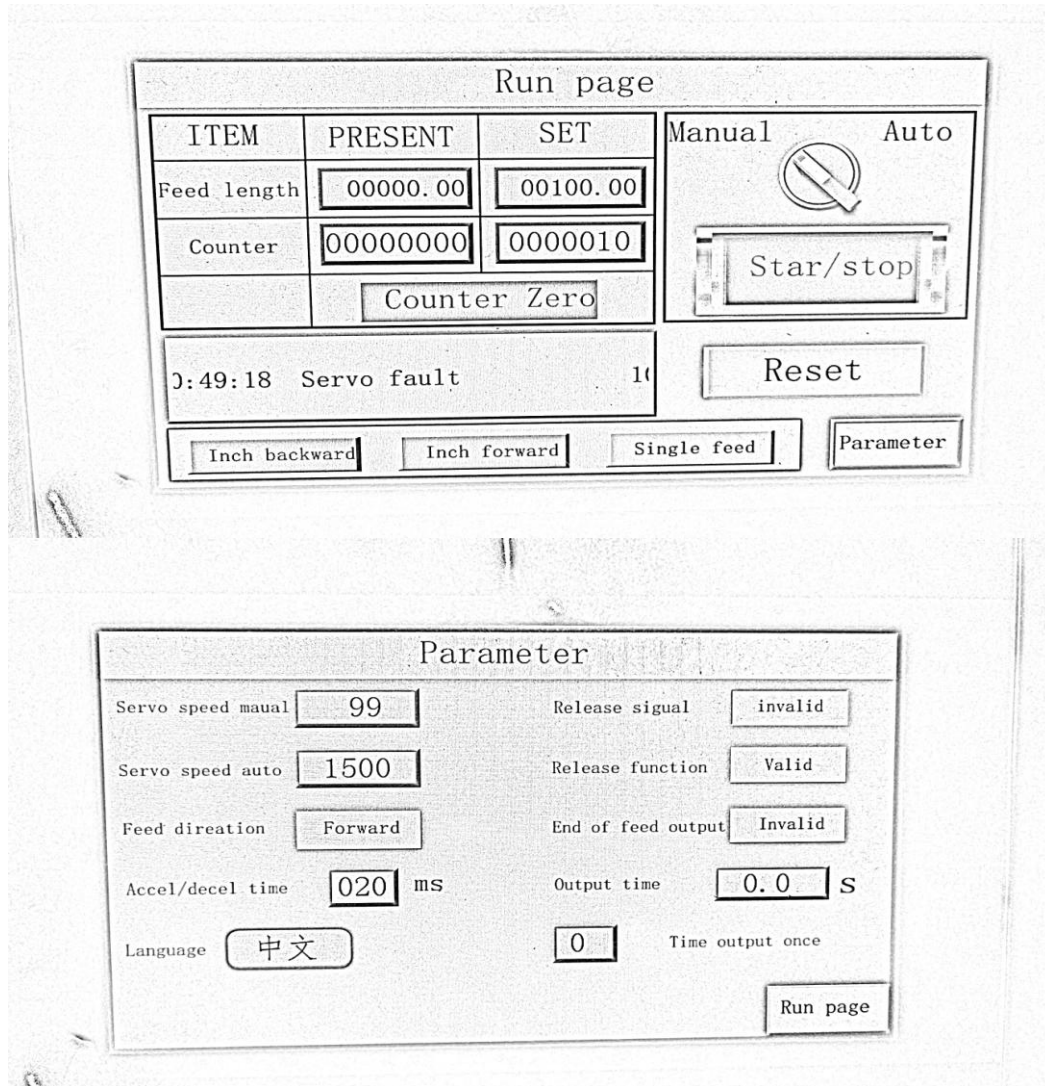 Run page
ITEM PRESENT SET
Feed length 00000.00 00100.00
Counter 00000000 0000010
Counter Zero
Manual Auto
Star/stop
:49:18 Servo fault
Reset
Inch backward Inch forward Single feed
Parameter
Parameter
Servo speed maual 99
Release sigual invalid
Servo speed auto 1500
Release function Valid
Feed direation Forward
End of feed output Invalid
Accel/decel time 020 ms
Output time 0.0 s
Language 中文
0 Time output once
Run page